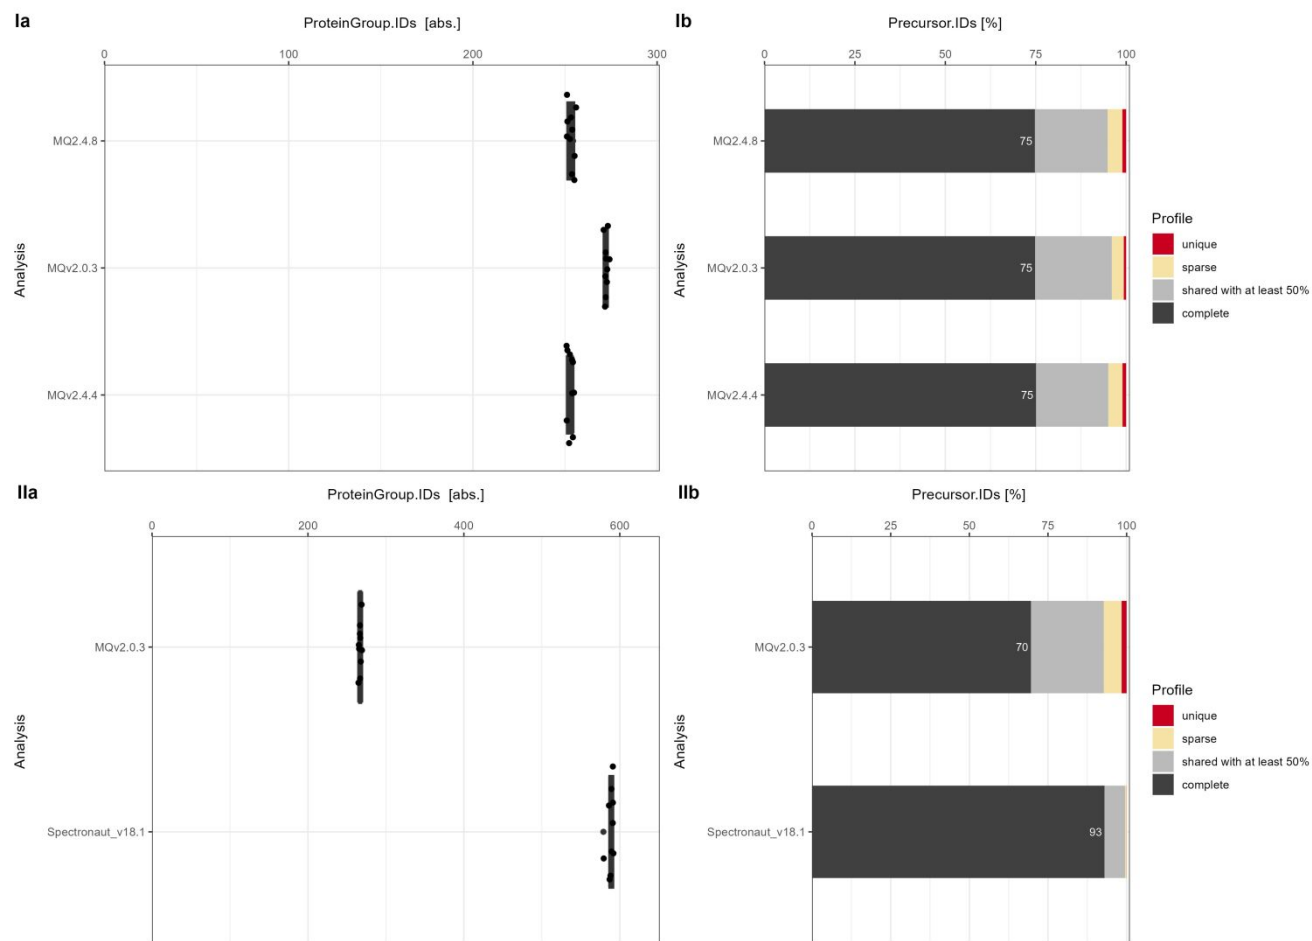 Ia
ProteinGroup.IDs [abs.]
0 100 200 300
Analysis
MQ2.4.8
MQv2.0.3
MQv2.4.4
Ib
Precursor.IDs [%]
0 25 50 75 100
Analysis
MQ2.4.8
75
MQv2.0.3
75
MQv2.4.4
75
Profile
unique
sparse
shared with at least 50%
complete
IIa
ProteinGroup.IDs [abs.]
0 200 400 600
Analysis
MQv2.0.3
Spectronaut_v18.1
IIb
Precursor.IDs [%]
0 25 50 75 100
Analysis
MQv2.0.3
70
Spectronaut_v18.1
93
Profile
unique
sparse
shared with at least 50%
complete